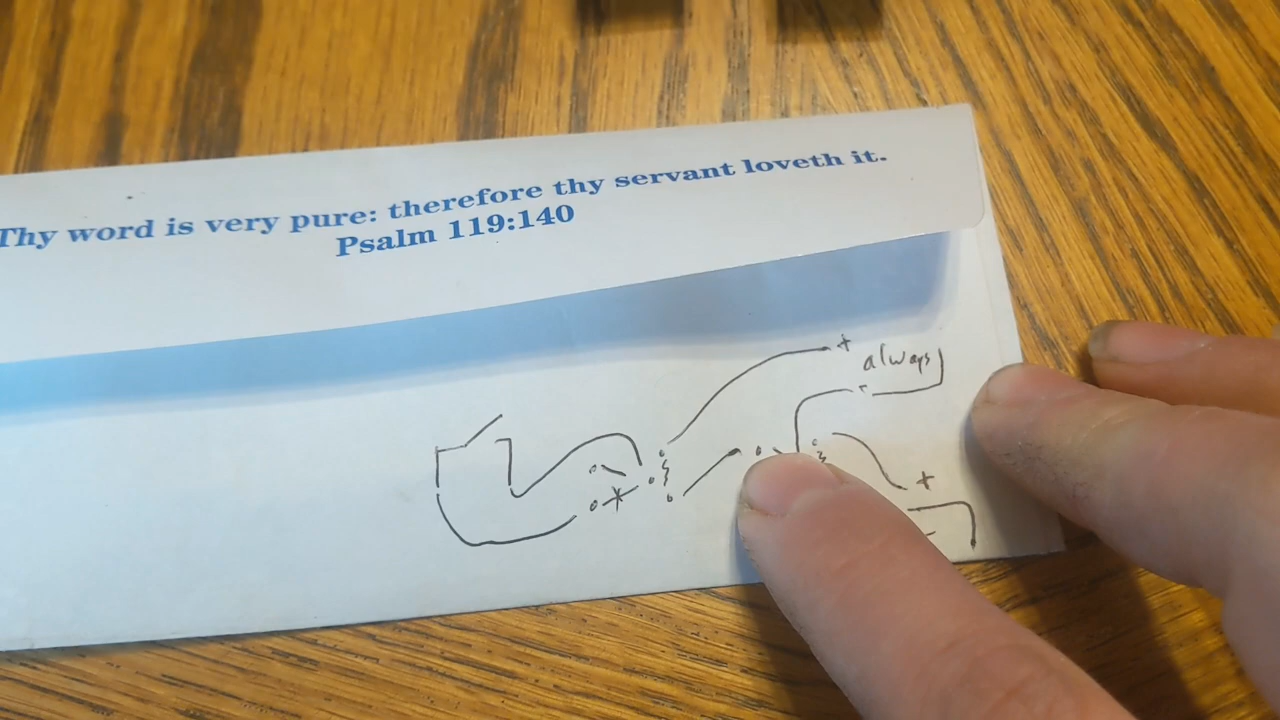 Thy word is very pure: therefore thy servant loveth it.
Psalm 119:140
+
always
-
+
-